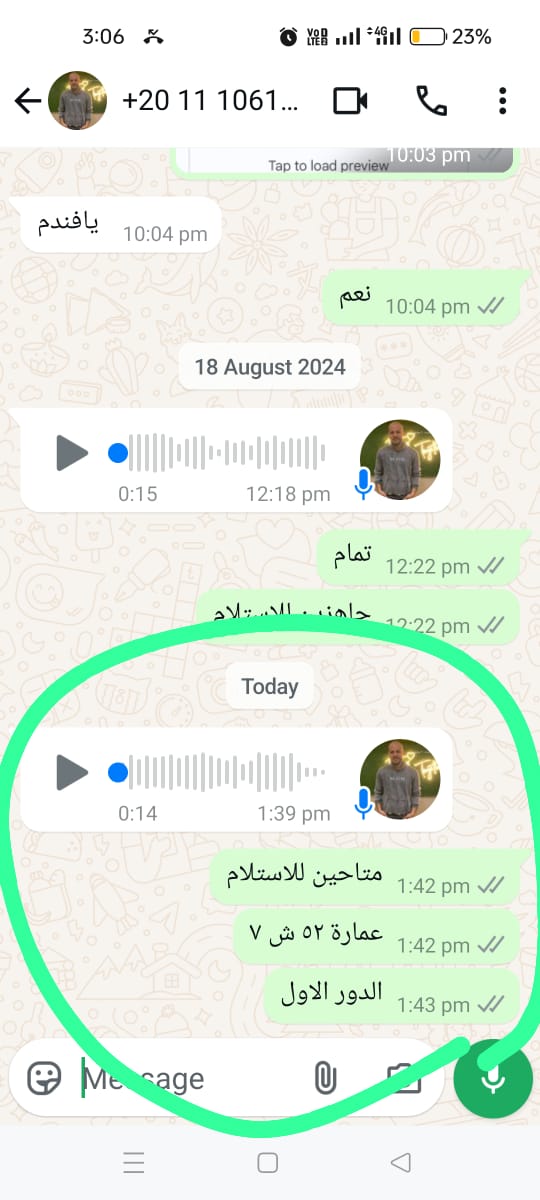 3:06 VoD LTEB 4G 23%
+20 11 1061...
Tap to load preview 10:03 pm
يافندم 10:04 pm
نعم 10:04 pm
18 August 2024
0:15 12:18 pm
تمام 12:22 pm
جاهزين للاستلام 12:22 pm
Today
0:14 1:39 pm
متاحين للاستلام 1:42 pm
عمارة ٥٢ ش ٧ 1:42 pm
الدور الاول 1:43 pm
Message